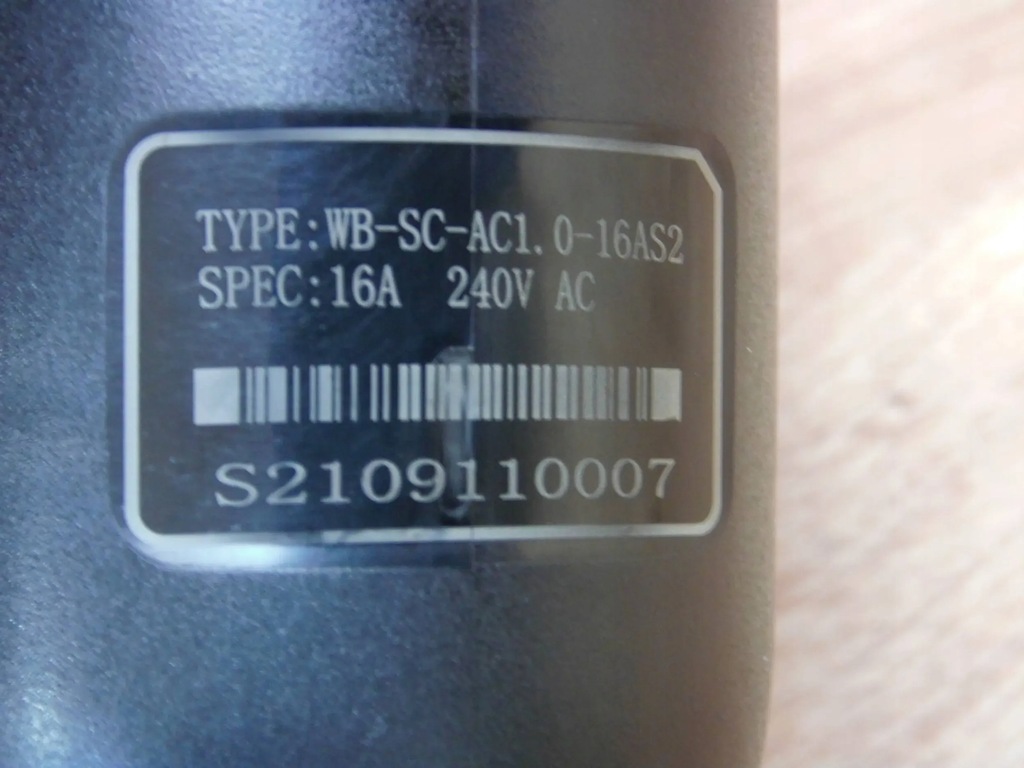 TYPE:WB-SC-AC1.0-16AS2
SPEC:16A 240V AC
S2109110007